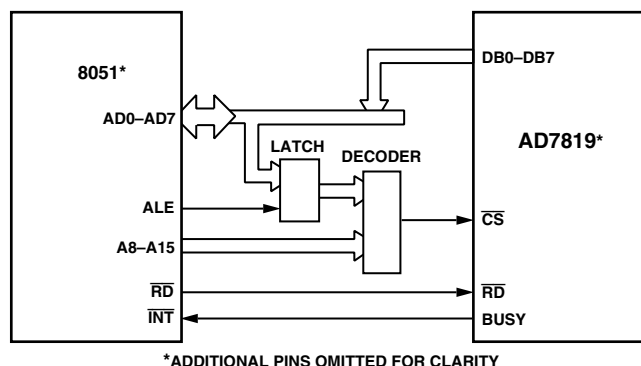 8051*
DB0–DB7
AD0–AD7
AD7819*
LATCH
DECODER
ALE
CS
A8–A15
RD
RD
INT
BUSY
*ADDITIONAL PINS OMITTED FOR CLARITY